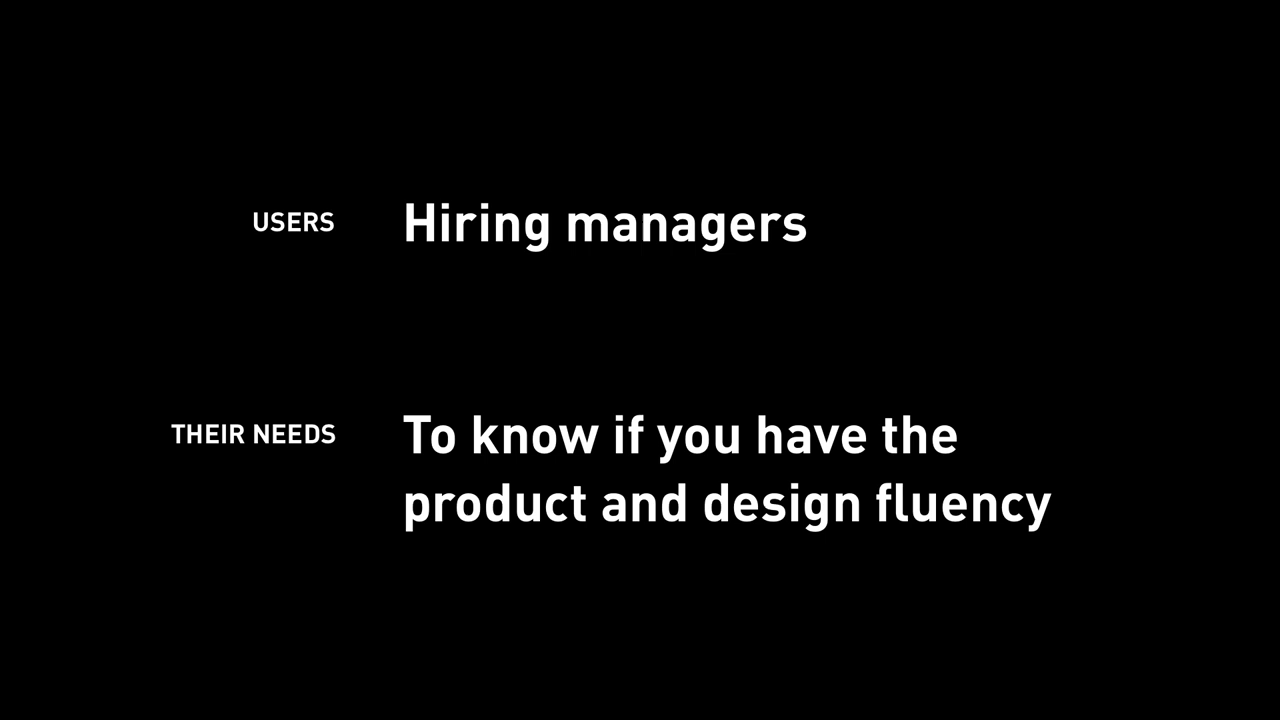 USERS
Hiring managers
THEIR NEEDS
To know if you have the
product and design fluency